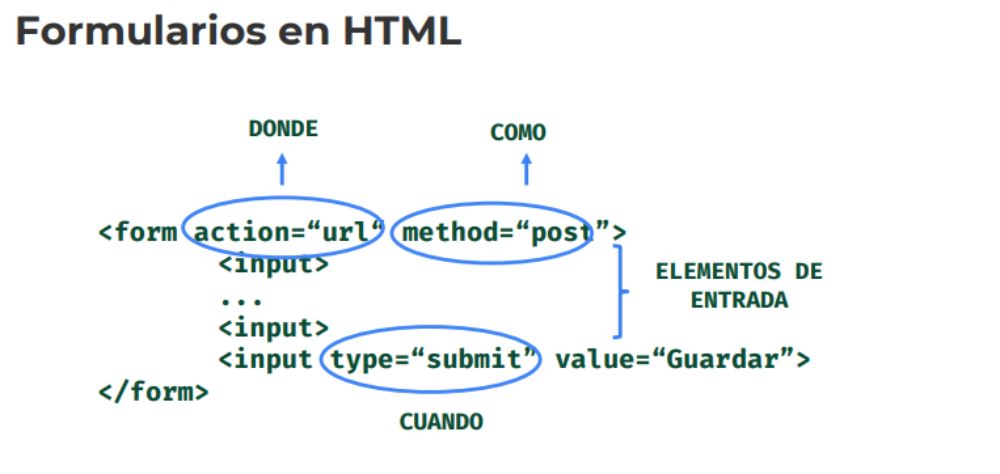 Formularios en HTML
DONDE
COMO
<form action=“url“ method=“post”>
<input>
...
<input>
<input type=“submit” value=“Guardar”>
</form>
ELEMENTOS DE
ENTRADA
CUANDO